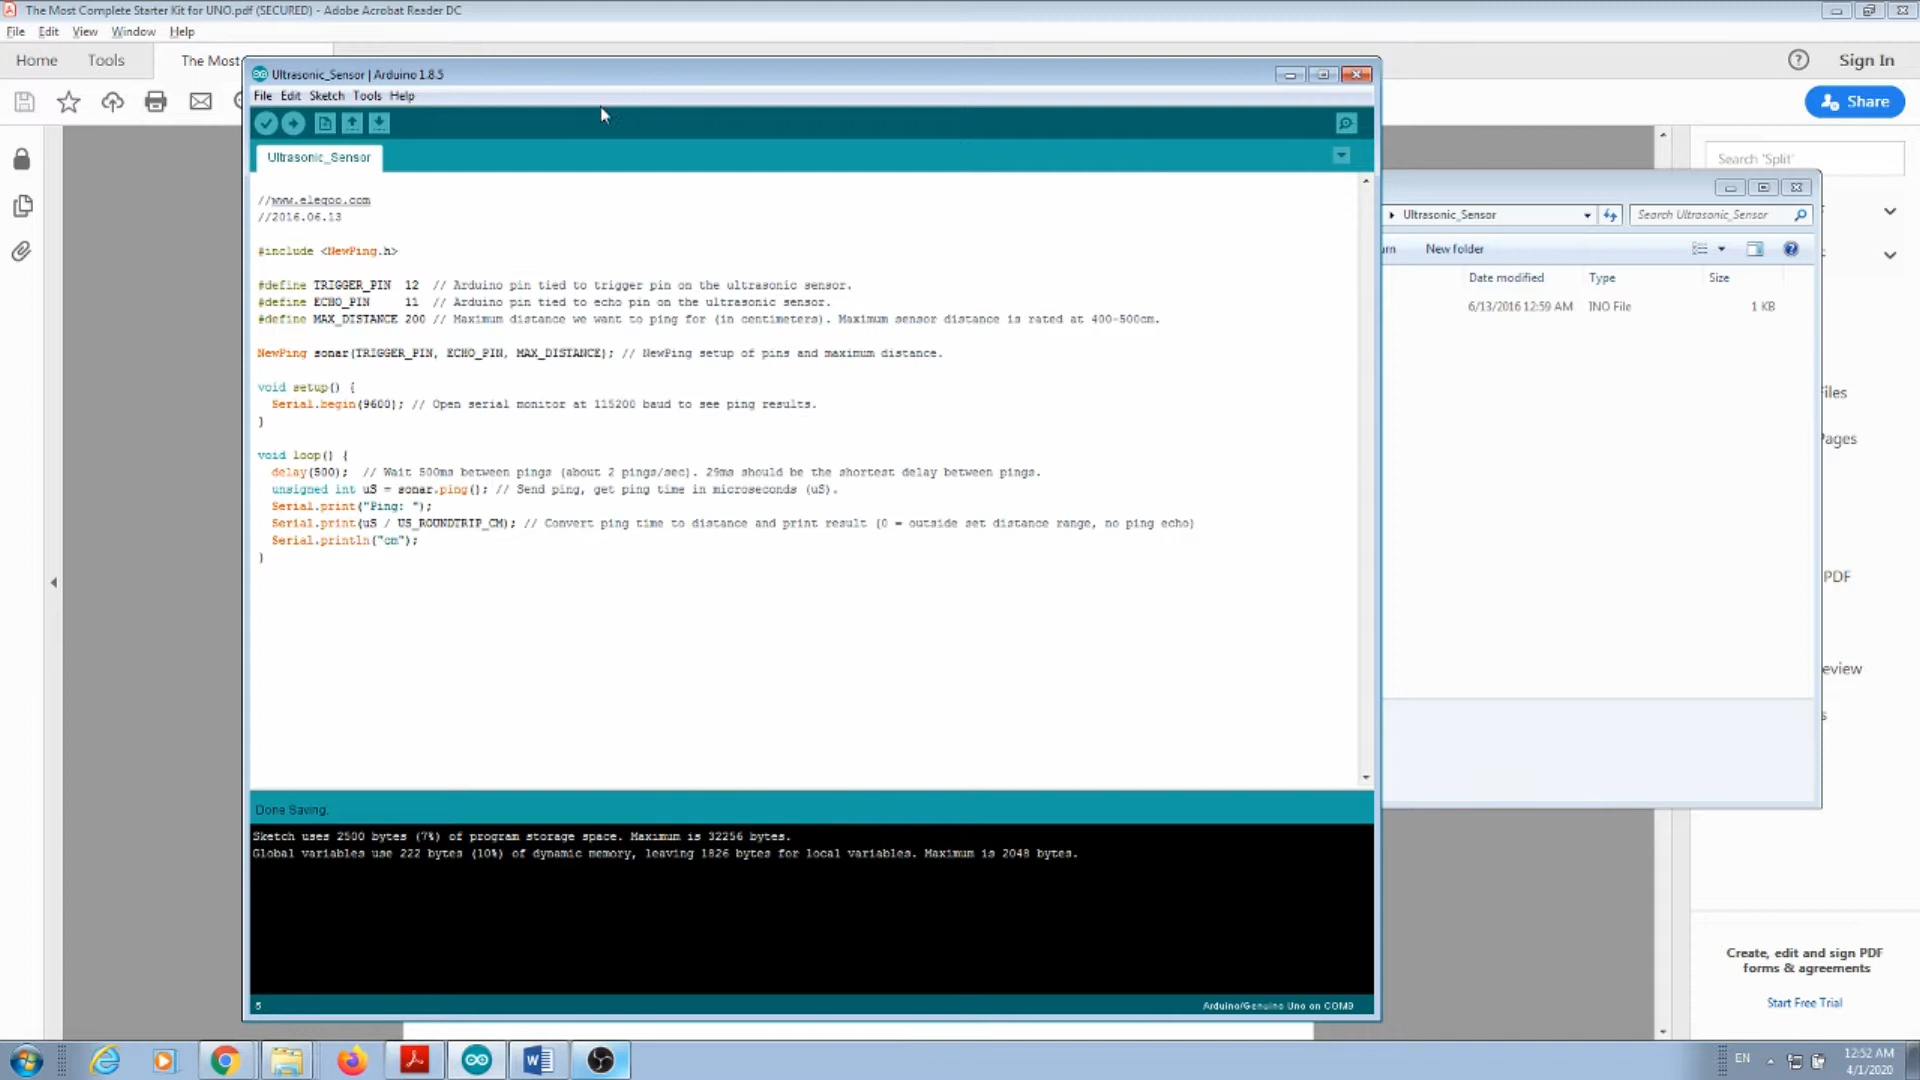 The Most Complete Starter Kit for UNO.pdf (SECURED) - Adobe Acrobat Reader DC
File Edit View Window Help
Home Tools The Most
Sign In
Share
Search 'Split'
Ultrasonic_Sensor | Arduino 1.8.5
File Edit Sketch Tools Help
Ultrasonic_Sensor
//www.elegoo.com
//2016.06.13
#include <NewPing.h>
#define TRIGGER_PIN  12  // Arduino pin tied to trigger pin on the ultrasonic sensor.
#define ECHO_PIN     11  // Arduino pin tied to echo pin on the ultrasonic sensor.
#define MAX_DISTANCE 200 // Maximum distance we want to ping for (in centimeters). Maximum sensor distance is rated at 400-500cm.
NewPing sonar(TRIGGER_PIN, ECHO_PIN, MAX_DISTANCE); // NewPing setup of pins and maximum distance.
void setup() {
Serial.begin(9600); // Open serial monitor at 115200 baud to see ping results.
}
void loop() {
delay(500);  // Wait 500ms between pings (about 2 pings/sec). 29ms should be the shortest delay between pings.
unsigned int uS = sonar.ping(); // Send ping, get ping time in microseconds (uS).
Serial.print("Ping: ");
Serial.print(uS / US_ROUNDTRIP_CM); // Convert ping time to distance and print result (0 = outside set distance range, no ping echo)
Serial.println("cm");
}
Done Saving.
Sketch uses 2500 bytes (7%) of program storage space. Maximum is 32256 bytes.
Global variables use 222 bytes (10%) of dynamic memory, leaving 1826 bytes for local variables. Maximum is 2048 bytes.
5
Arduino/Genuino Uno on COM9
Ultrasonic_Sensor
Search Ultrasonic_Sensor
urn New folder
Date modified Type Size
6/13/2016 12:59 AM INO File 1 KB
iles
Pages
PDF
eview
s
Create, edit and sign PDF
forms & agreements
Start Free Trial
EN
12:52 AM
4/1/2020